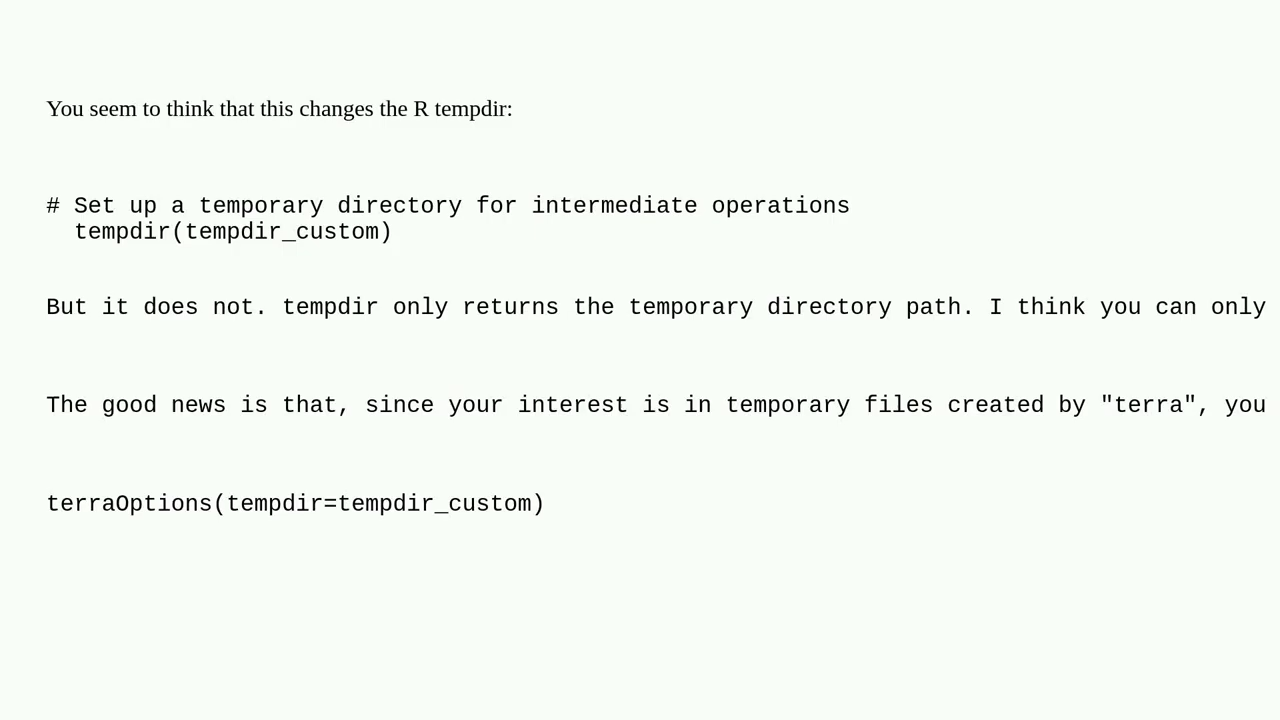 You seem to think that this changes the R tempdir:
# Set up a temporary directory for intermediate operations
  tempdir(tempdir_custom)
But it does not. tempdir only returns the temporary directory path. I think you can only
The good news is that, since your interest is in temporary files created by "terra", you
terraOptions(tempdir=tempdir_custom)